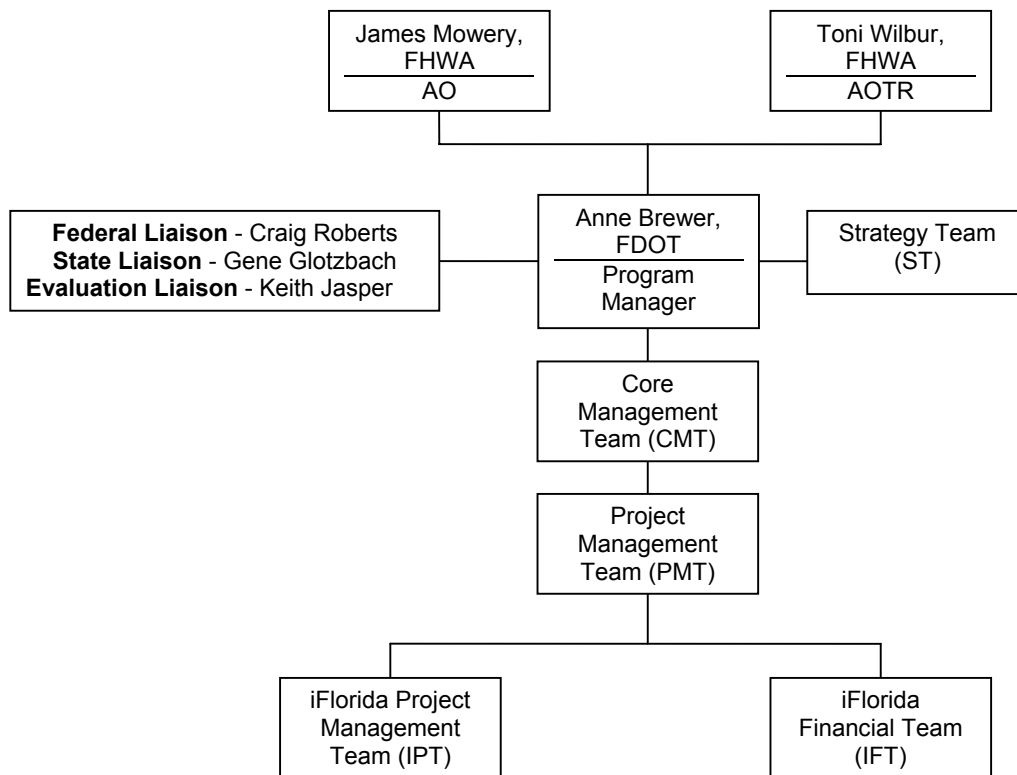 James Mowery,
FHWA
AO
Toni Wilbur,
FHWA
AOTR
Federal Liaison - Craig Roberts
State Liaison - Gene Glotzbach
Evaluation Liaison - Keith Jasper
Anne Brewer,
FDOT
Program
Manager
Strategy Team
(ST)
Core
Management
Team (CMT)
Project
Management
Team (PMT)
iFlorida Project
Management
Team (IPT)
iFlorida
Financial Team
(IFT)